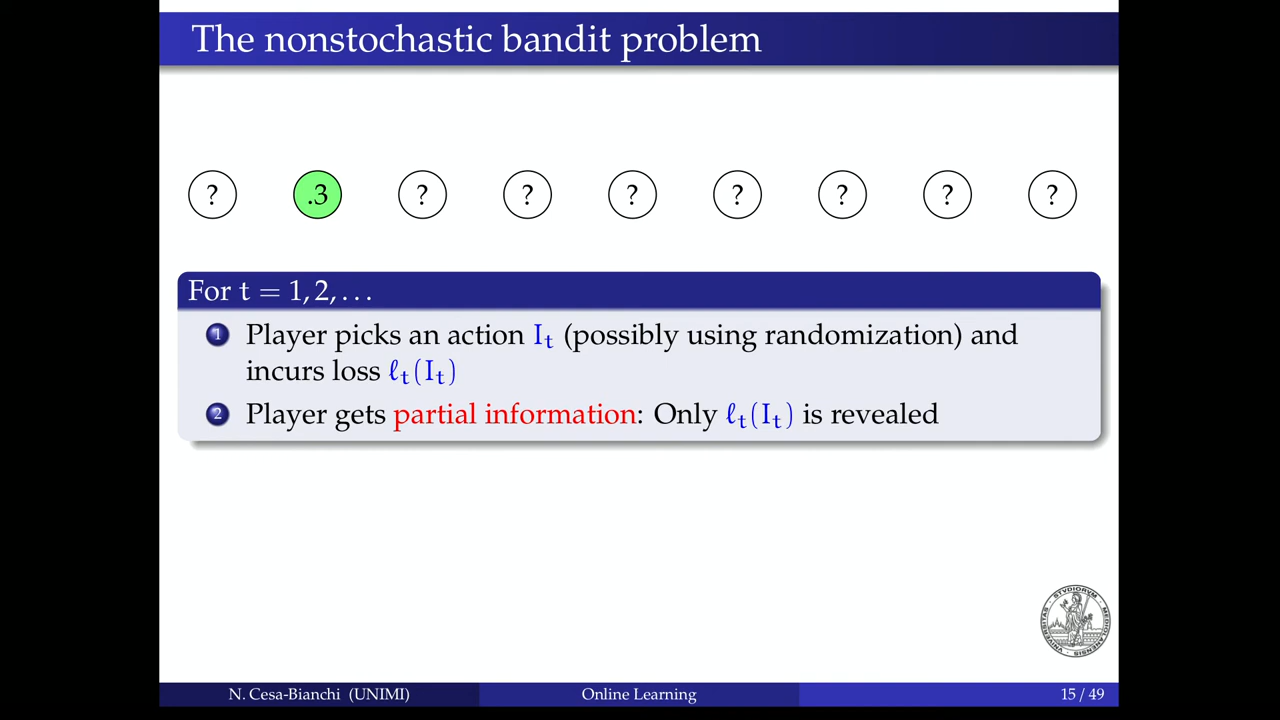 The nonstochastic bandit problem
? .3 ? ? ? ? ? ? ?
For t = 1, 2, . . .
1 Player picks an action Iₜ (possibly using randomization) and
incurs loss ℓₜ(Iₜ)
2 Player gets partial information: Only ℓₜ(Iₜ) is revealed
N. Cesa-Bianchi (UNIMI) Online Learning 15 / 49